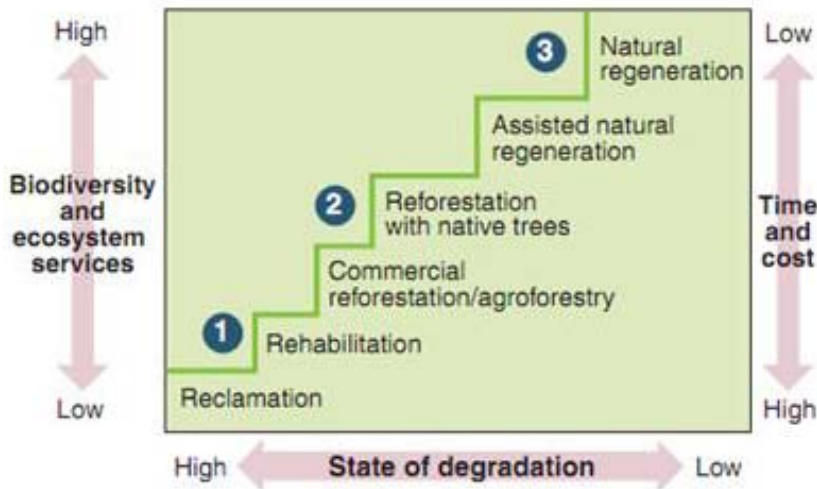 High
Biodiversity
and
ecosystem
services
Low
3
Natural
regeneration
Assisted natural
regeneration
2
Reforestation
with native trees
Commercial
reforestation/agroforestry
1
Rehabilitation
Reclamation
Low
Time
and
cost
High
High
State of degradation
Low